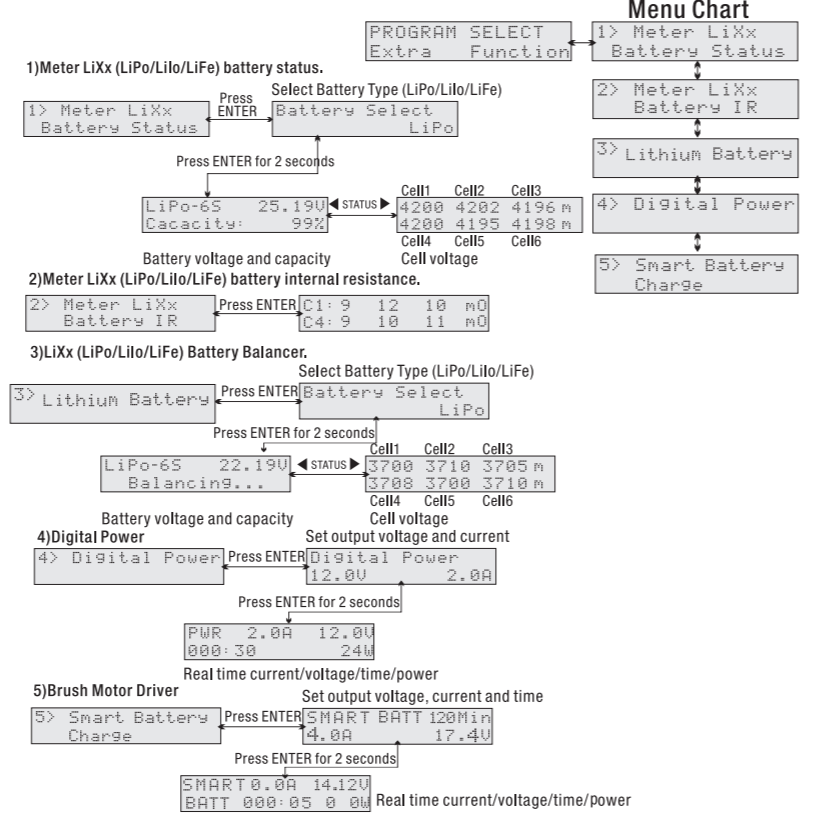 Menu Chart
PROGRAM SELECT
Extra Function
1> Meter LiXx
Battery Status
2> Meter LiXx
Battery IR
3> Lithium Battery
4> Digital Power
5> Smart Battery
Charge
1)Meter LiXx (LiPo/LiIo/LiFe) battery status.
1> Meter LiXx
Battery Status
Press
ENTER
Select Battery Type (LiPo/LiIo/LiFe)
Battery Select
LiPo
Press ENTER for 2 seconds
LiPo-6S 25.19V
Cacacity: 99%
◀ STATUS ▶
Cell1 Cell2 Cell3
4200 4202 4196 m
4200 4195 4198 m
Cell4 Cell5 Cell6
Battery voltage and capacity
Cell voltage
2)Meter LiXx (LiPo/LiIo/LiFe) battery internal resistance.
2> Meter LiXx
Battery IR
Press ENTER
C1: 9 12 10 mΩ
C4: 9 10 11 mΩ
3)LiXx (LiPo/LiIo/LiFe) Battery Balancer.
Select Battery Type (LiPo/LiIo/LiFe)
3> Lithium Battery
Press ENTER
Battery Select
LiPo
Press ENTER for 2 seconds
LiPo-6S 22.19V
Balancing...
◀ STATUS ▶
Cell1 Cell2 Cell3
3700 3710 3705 m
3708 3700 3710 m
Cell4 Cell5 Cell6
Battery voltage and capacity
Cell voltage
4)Digital Power
Set output voltage and current
4> Digital Power
Press ENTER
Digital Power
12.0V 2.0A
Press ENTER for 2 seconds
PWR 2.0A 12.0V
000:30 24W
Real time current/voltage/time/power
5)Brush Motor Driver
Set output voltage, current and time
5> Smart Battery
Charge
Press ENTER
SMART BATT 120Min
4.0A 17.4V
Press ENTER for 2 seconds
SMART 0.0A 14.12V
BATT 000:05 0 0W
Real time current/voltage/time/power